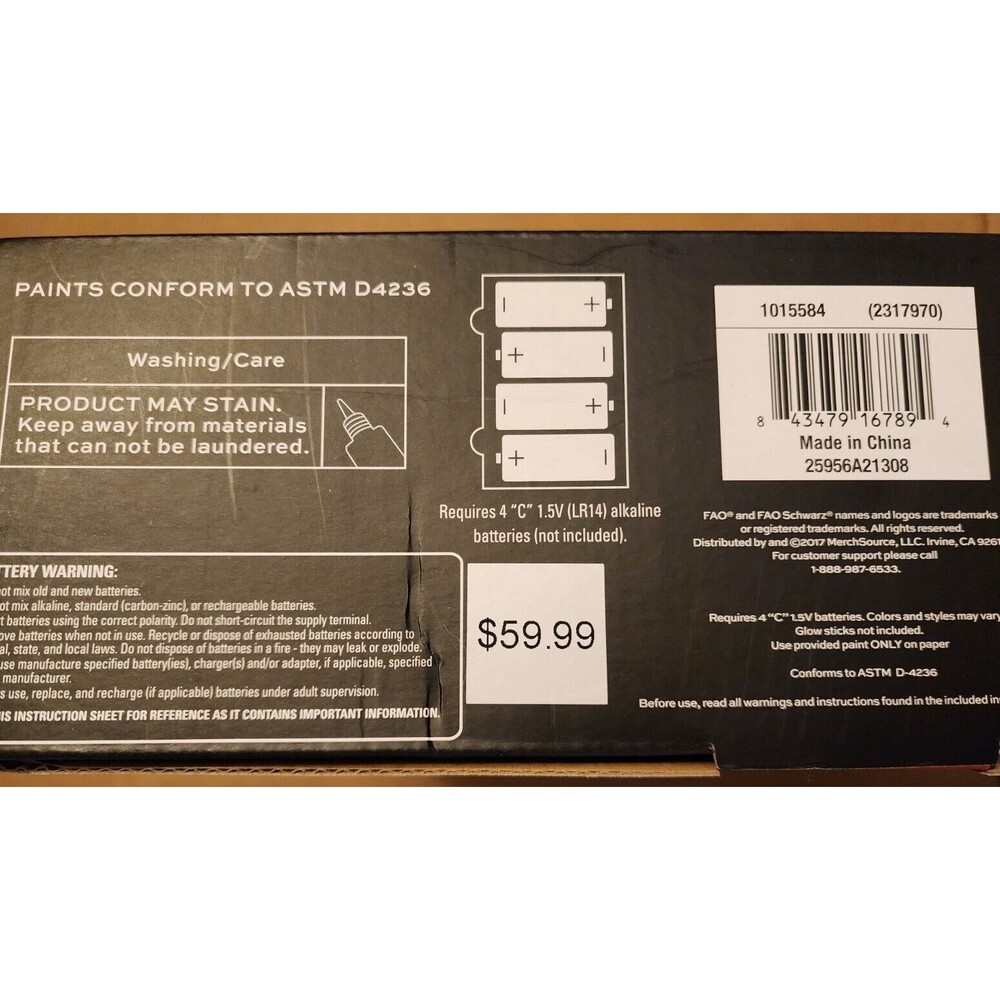 PAINTS CONFORM TO ASTM D4236
Washing/Care
PRODUCT MAY STAIN.
Keep away from materials
that can not be laundered.
Requires 4 "C" 1.5V (LR14) alkaline
batteries (not included).
1015584 (2317970)
8 43479 16789 4
Made in China
25956A21308
FAO® and FAO Schwarz® names and logos are trademarks
or registered trademarks. All rights reserved.
Distributed by and ©2017 MerchSource, LLC. Irvine, CA 9261
For customer support please call
1-888-987-6533.
WARNING:
mix old and new batteries.
mix alkaline, standard (carbon-zinc), or rechargeable batteries.
batteries using the correct polarity. Do not short-circuit the supply terminal.
batteries when not in use. Recycle or dispose of exhausted batteries according to
state, and local laws. Do not dispose of batteries in a fire - they may leak or explode.
use manufacture specified battery(ies), charger(s) and/or adapter, if applicable, specified
manufacturer.
use, replace, and recharge (if applicable) batteries under adult supervision.
INSTRUCTION SHEET FOR REFERENCE AS IT CONTAINS IMPORTANT INFORMATION.
$59.99
Requires 4 "C" 1.5V batteries. Colors and styles may vary
Glow sticks not included.
Use provided paint ONLY on paper
Conforms to ASTM D-4236
Before use, read all warnings and instructions found in the included